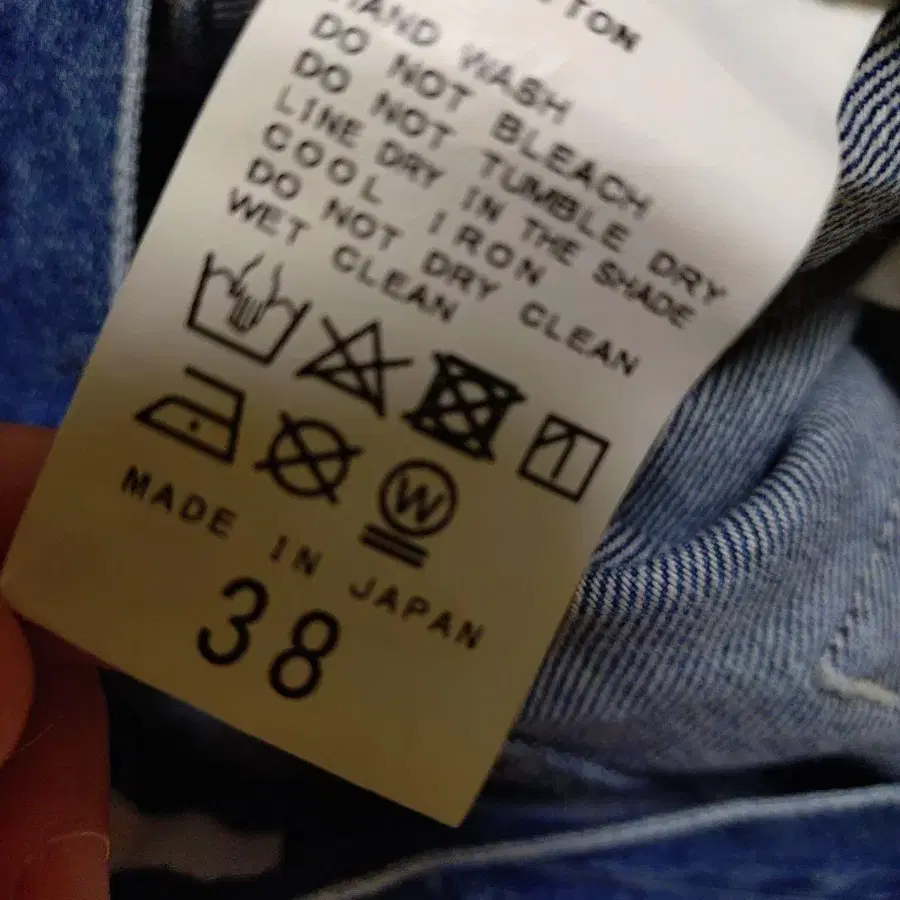 HAND WASH
DO NOT BLEACH
DO NOT TUMBLE DRY
LINE DRY IN THE SHADE
COOL IRON
DO NOT DRY CLEAN
WET CLEAN
W
MADE IN JAPAN
38